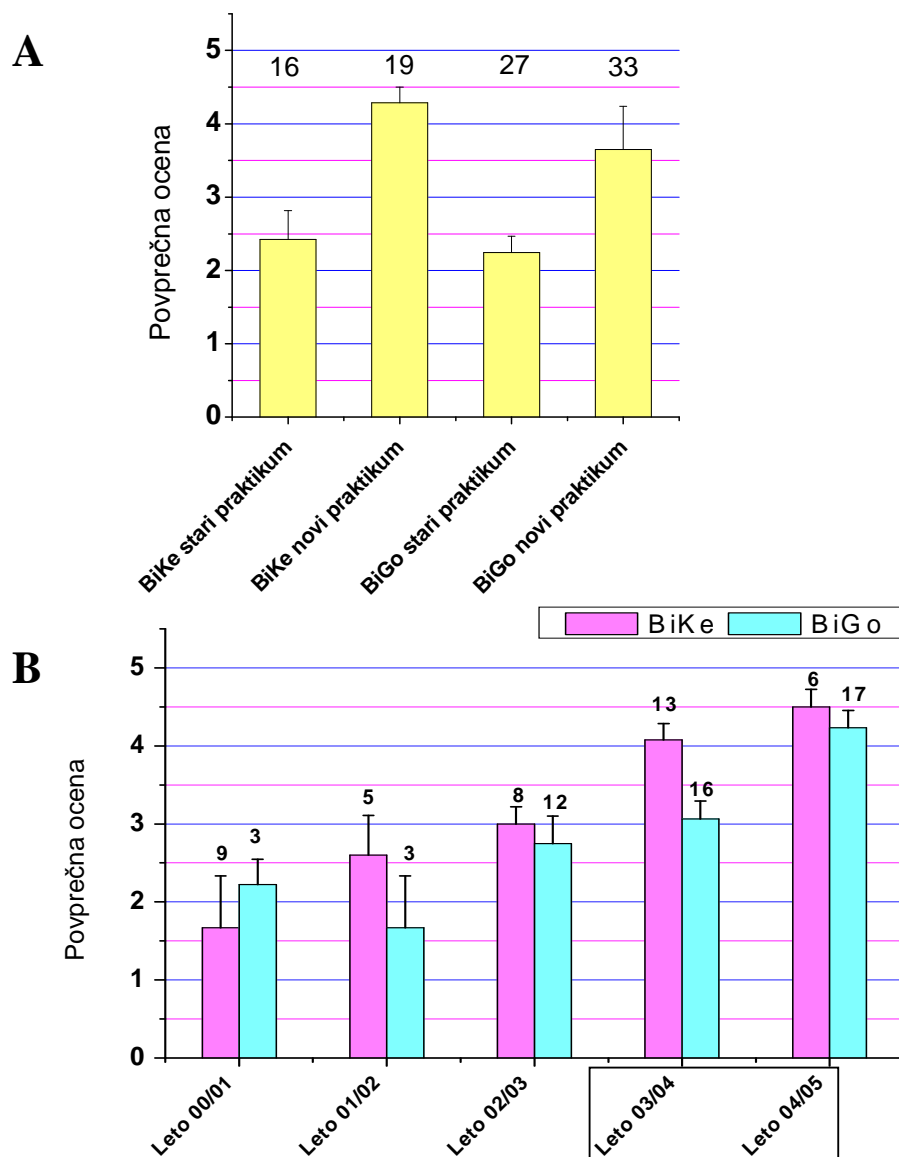 A
Povprečna ocena
5
4
3
2
1
0
16 19 27 33
BiKe stari praktikum
BiKe novi praktikum
BiGo stari praktikum
BiGo novi praktikum
BiKe BiGo
B
Povprečna ocena
5
4
3
2
1
0
9 3 5 3 8 12 13 16 6 17
Leto 00/01
Leto 01/02
Leto 02/03
Leto 03/04
Leto 04/05